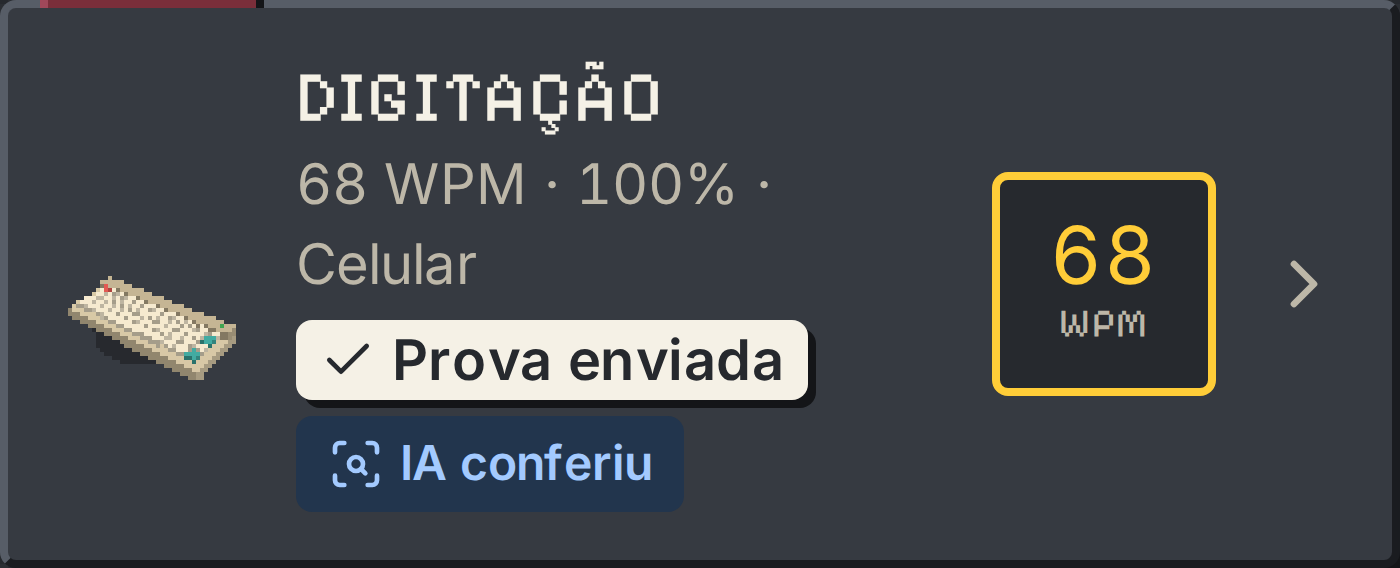 DIGITAÇÃO
68 WPM · 100% ·
Celular
Prova enviada
IA conferiu
68
WPM